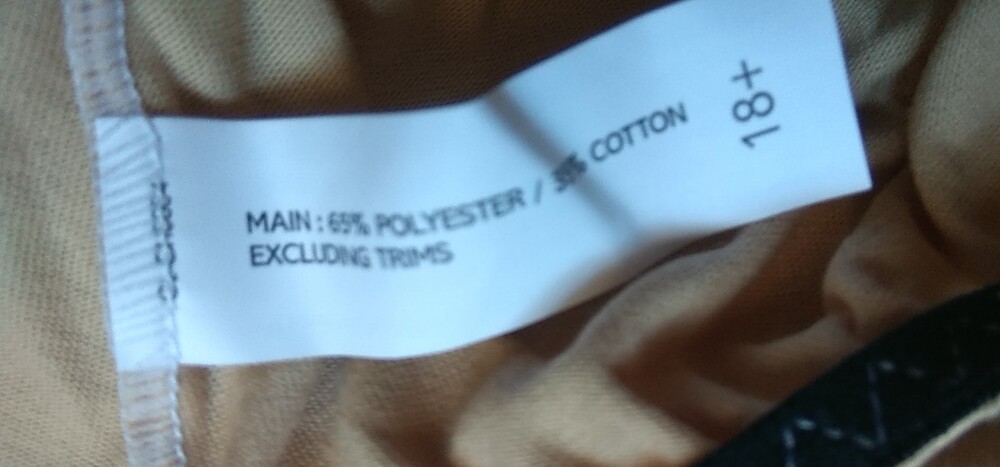 MAIN : 65% POLYESTER / 35% COTTON
EXCLUDING TRIMS
18+